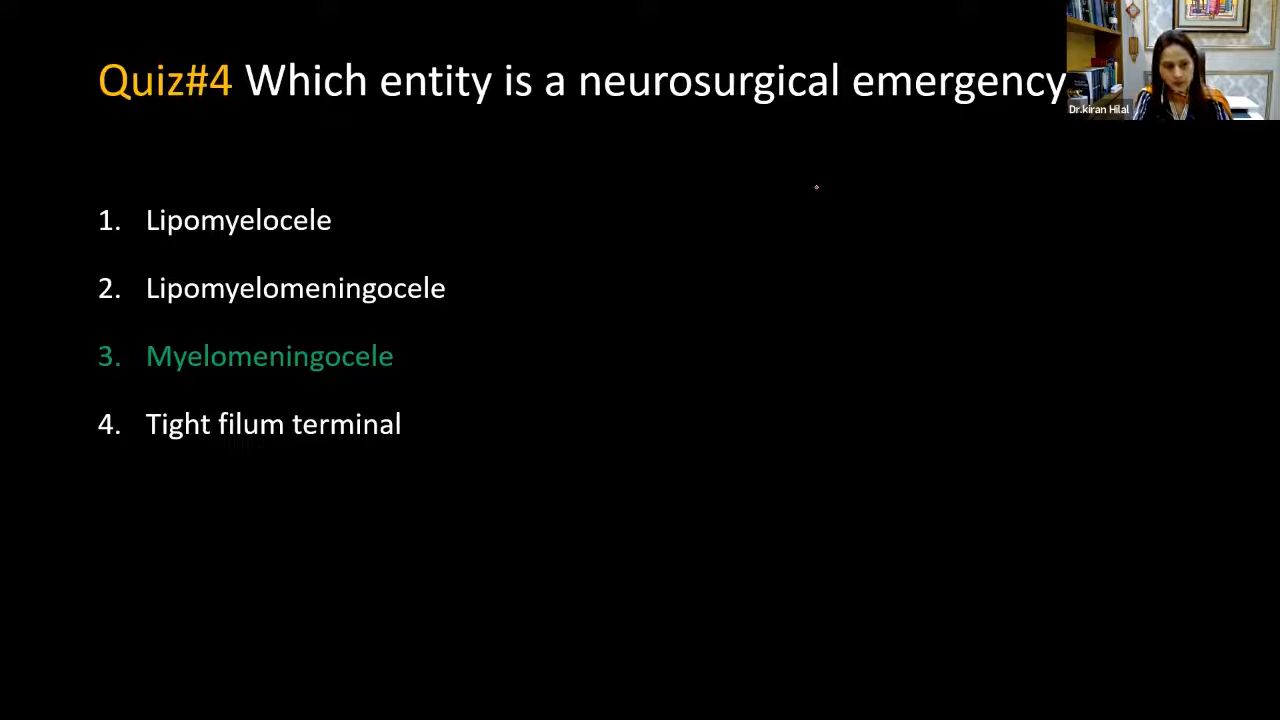 Quiz#4 Which entity is a neurosurgical emergency
Dr.kiran Hilal
1. Lipomyelocele
2. Lipomyelomeningocele
3. Myelomeningocele
4. Tight filum terminal